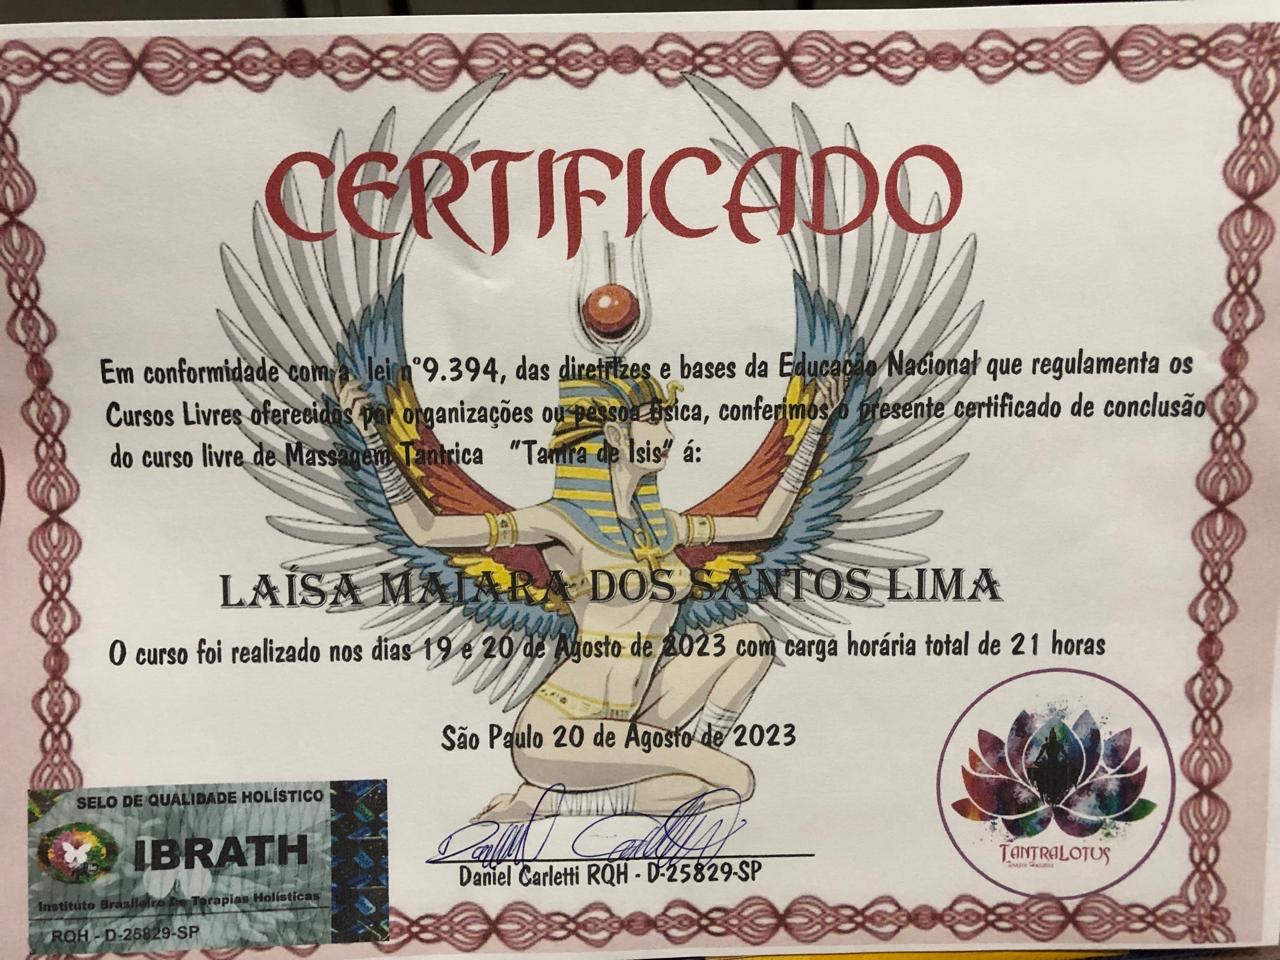 CERTIFICADO
Em conformidade com a lei n°9.394, das diretrizes e bases da Educação Nacional que regulamenta os
Cursos Livres oferecidos por organizações ou pessoa física, conferimos o presente certificado de conclusão
do curso livre de Massagem Tantrica "Tantra de Isis" á:
LAÍSA MAIARA DOS SANTOS LIMA
O curso foi realizado nos dias 19 e 20 de Agosto de 2023 com carga horária total de 21 horas
São Paulo 20 de Agosto de 2023
Daniel Carletti RQH - D-25829-SP
SELO DE QUALIDADE HOLÍSTICO
IBRATH
Instituto Brasileiro De Terapias Holísticas
RQH - D-25829-SP
TANTRALOTUS
Terapia Holística